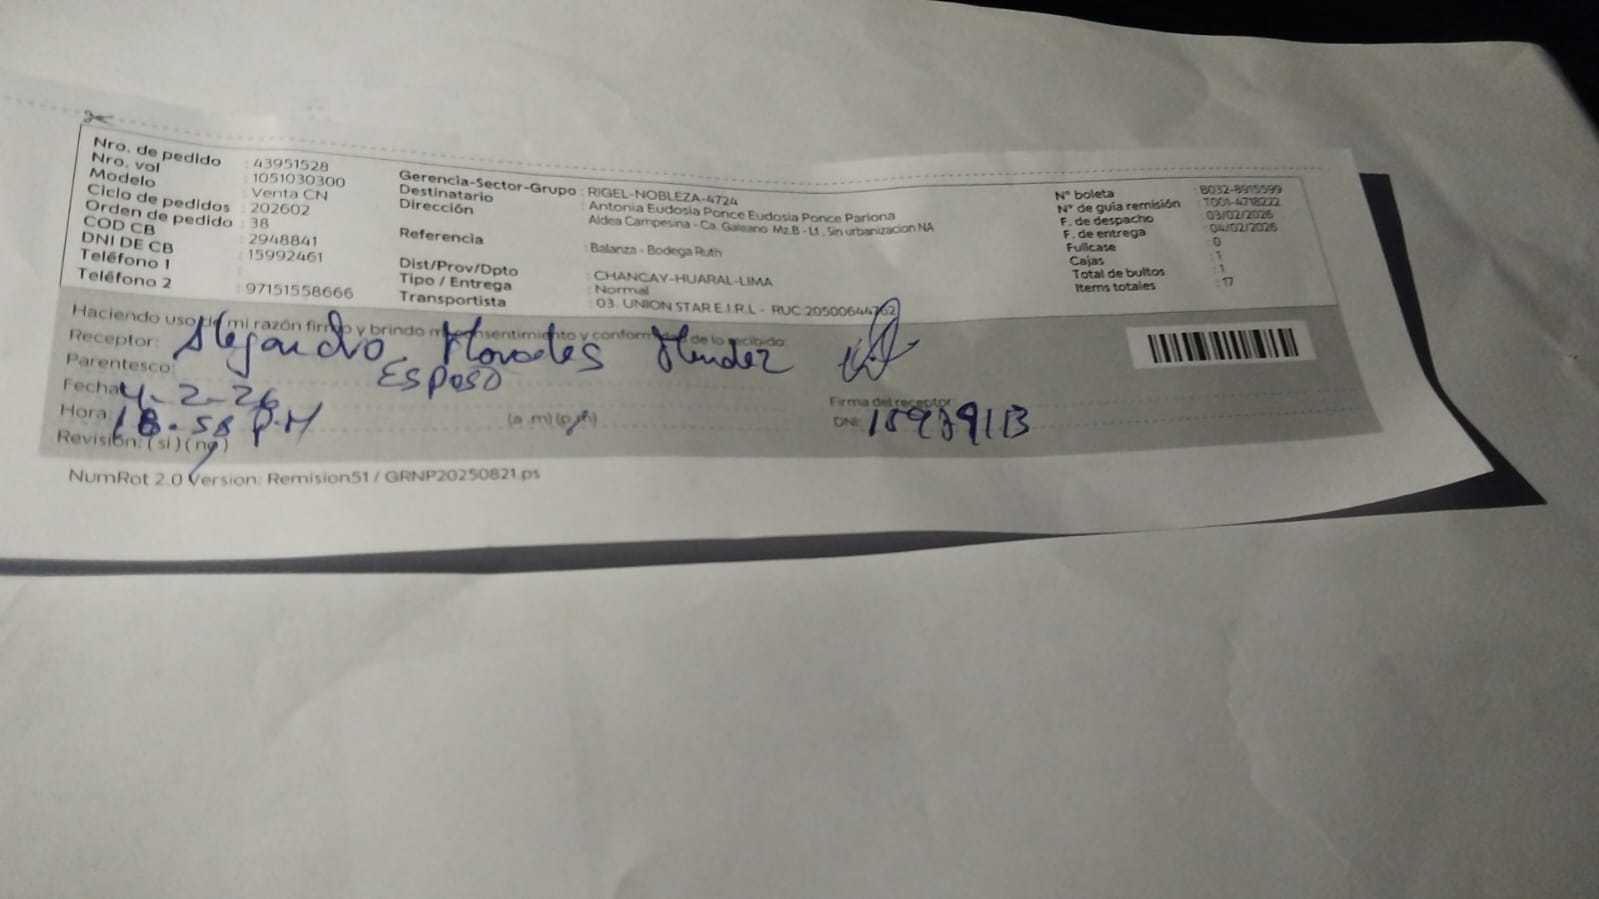 Nro. de pedido : 43951528
Nro. vol : 1051030300
Modelo : Venta CN
Ciclo de pedidos : 202602
Orden de pedido : 38
COD CB : 2948841
DNI DE CB : 15992461
Teléfono 1 :
Teléfono 2 : 97151558666
Gerencia-Sector-Grupo : RIGEL-NOBLEZA-4724
Destinatario : Antonia Eudosia Ponce Eudosia Ponce Pariona
Dirección : Aldea Campesina - Ca. Galeano Mz.B - L1 , Sin urbanizacion NA
Referencia : Balanza - Bodega Ruth
Dist/Prov/Dpto : CHANCAY-HUARAL-LIMA
Tipo / Entrega : Normal
Transportista : 03. UNION STAR E.I.R.L - RUC 20500644762
N° boleta : B032-8915599
N° de guía remisión : T001-4718222
F. de despacho : 03/02/2026
F. de entrega : 04/02/2026
Fullcase : 0
Cajas : 1
Total de bultos : 1
Items totales : 17
Haciendo uso de mi razón firmo y brindo mi consentimiento y conformidad de lo recibido:
Receptor: Alejandro Morales Mendez
Parentesco: ESPOSO
Fecha: 4-2-26
Hora: P.M (a.m) (p.m)
Revisión: (si) (no)
Firma del receptor
DNI:
NumRot 2.0 Version: Remision51 / GRNP20250821.ps